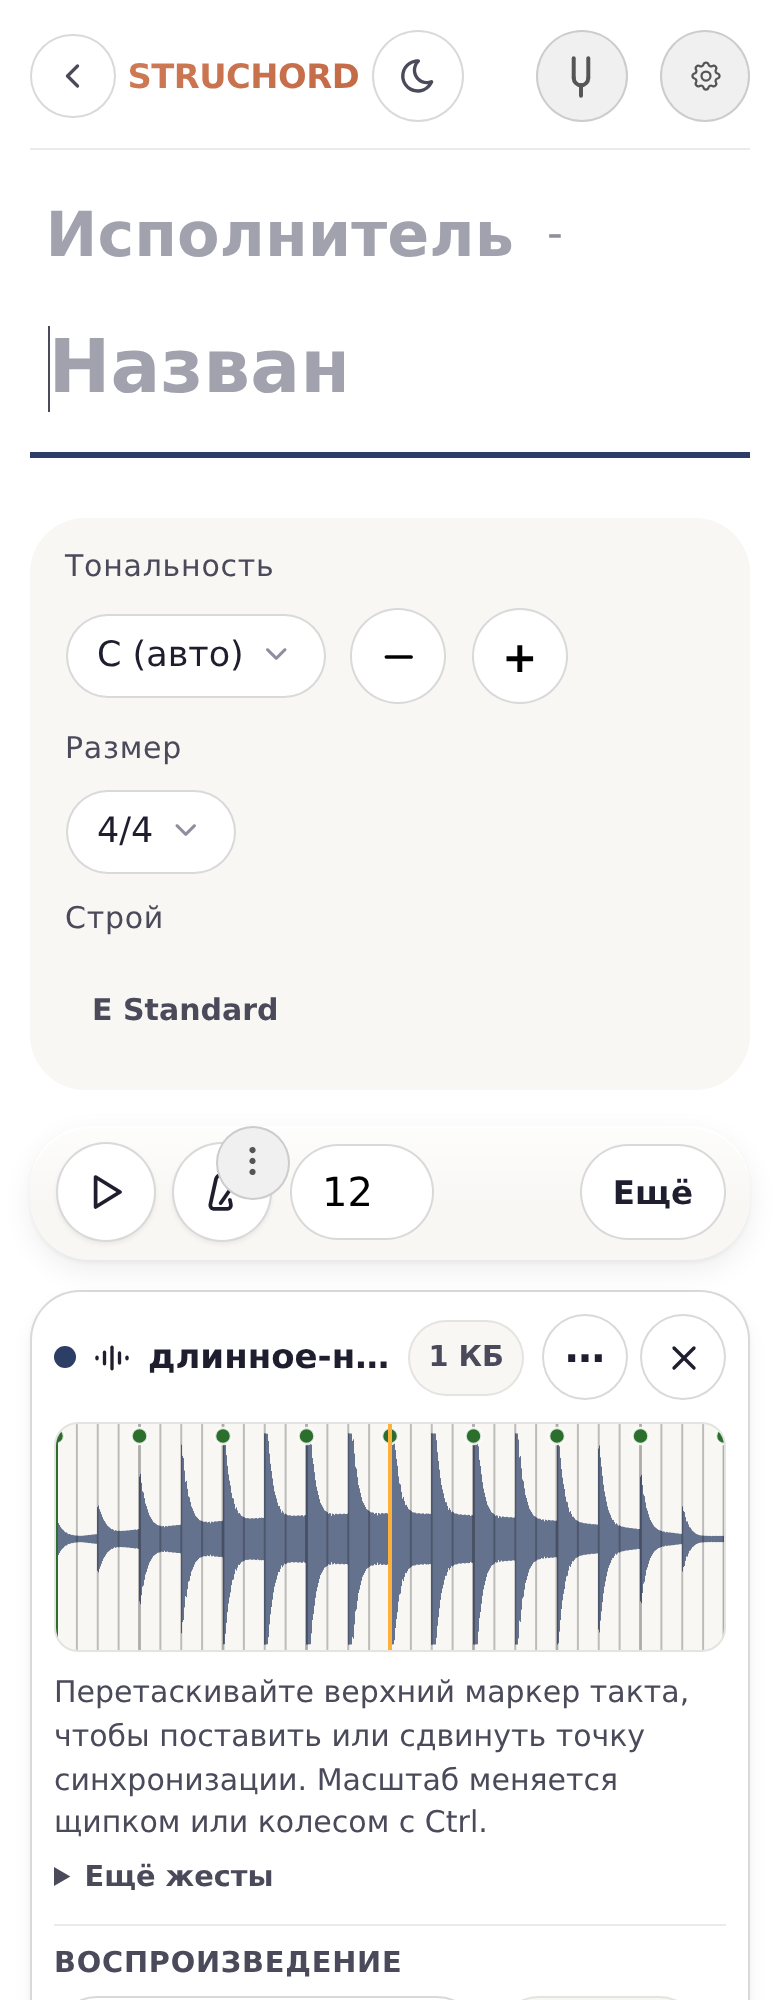 STRUCHORD
Исполнитель -
Назван
Тональность
C (авто)
− +
Размер
4/4
Строй
E Standard
12 Ещё
длинное-н… 1 КБ ⋯
Перетаскивайте верхний маркер такта,
чтобы поставить или сдвинуть точку
синхронизации. Масштаб меняется
щипком или колесом с Ctrl.
▶ Ещё жесты
ВОСПРОИЗВЕДЕНИЕ